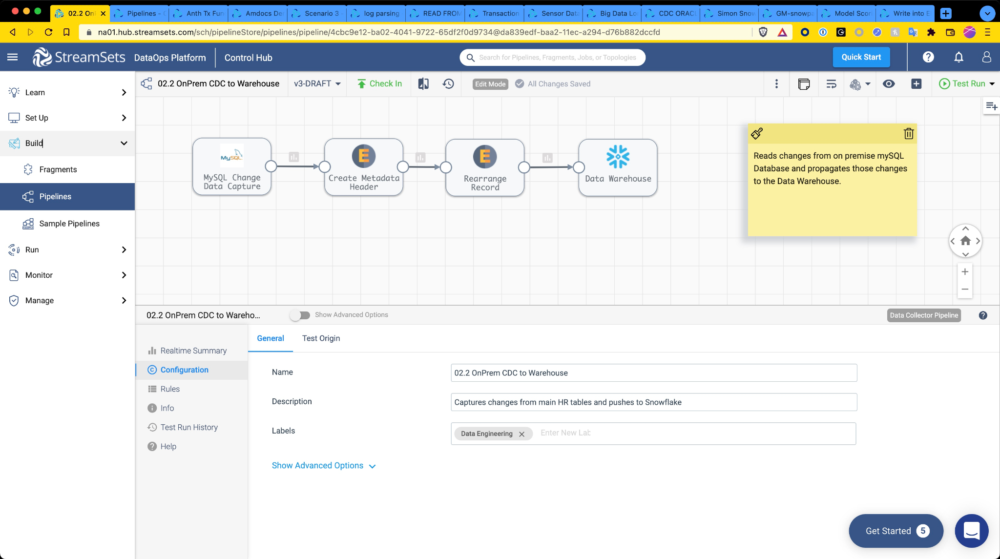 02.2 On
Pipelines -
Anth Tx Fun
Amdocs De
Scenario 3
log parsing
READ FROM
Transaction
Sensor Data
Big Data Lo
CDC ORACL
Simon Snow
GM-snowpa
Model Scori
Write into E
na01.hub.streamsets.com/sch/pipelineStore/pipelines/pipeline/4cbc9e12-ba02-4041-9722-65df2f0d9734@da839edf-baa2-11ec-a294-d76b882dccfd
StreamSets
DataOps Platform
Control Hub
Search for Pipelines, Fragments, Jobs, or Topologies
Quick Start
Learn
Set Up
Build
Fragments
Pipelines
SAMPLE
Sample Pipelines
Run
Monitor
Manage
02.2 OnPrem CDC to Warehouse
v3-DRAFT
Check In
Edit Mode
All Changes Saved
Test Run
MySQL
MySQL Change
Data Capture
E
Create Metadata
Header
E
Rearrange
Record
Data Warehouse
Reads changes from on premise mySQL
Database and propagates those changes
to the Data Warehouse.
02.2 OnPrem CDC to Wareho...
Show Advanced Options
Data Collector Pipeline
Realtime Summary
Configuration
Rules
Info
Test Run History
Help
General
Test Origin
Name
02.2 OnPrem CDC to Warehouse
Description
Captures changes from main HR tables and pushes to Snowflake
Labels
Data Engineering
Enter New Lab
Show Advanced Options
Get Started 5